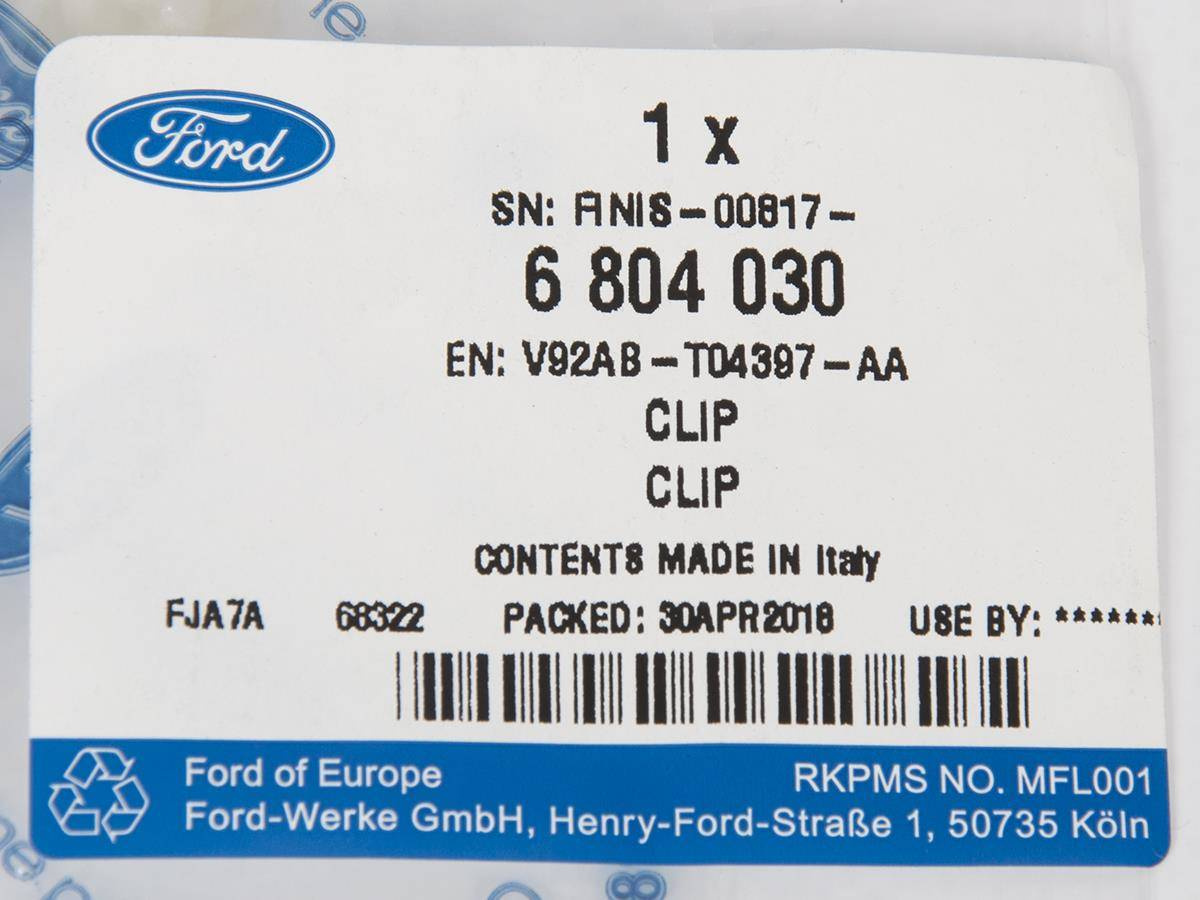 Ford
1 x
SN: FINIS-00817-
6 804 030
EN: V92AB-T04397-AA
CLIP
CLIP
CONTENTS MADE IN Italy
FJA7A 68322 PACKED: 30APR2018 USE BY: *******
Ford of Europe RKPMS NO. MFL001
Ford-Werke GmbH, Henry-Ford-Straße 1, 50735 Köln